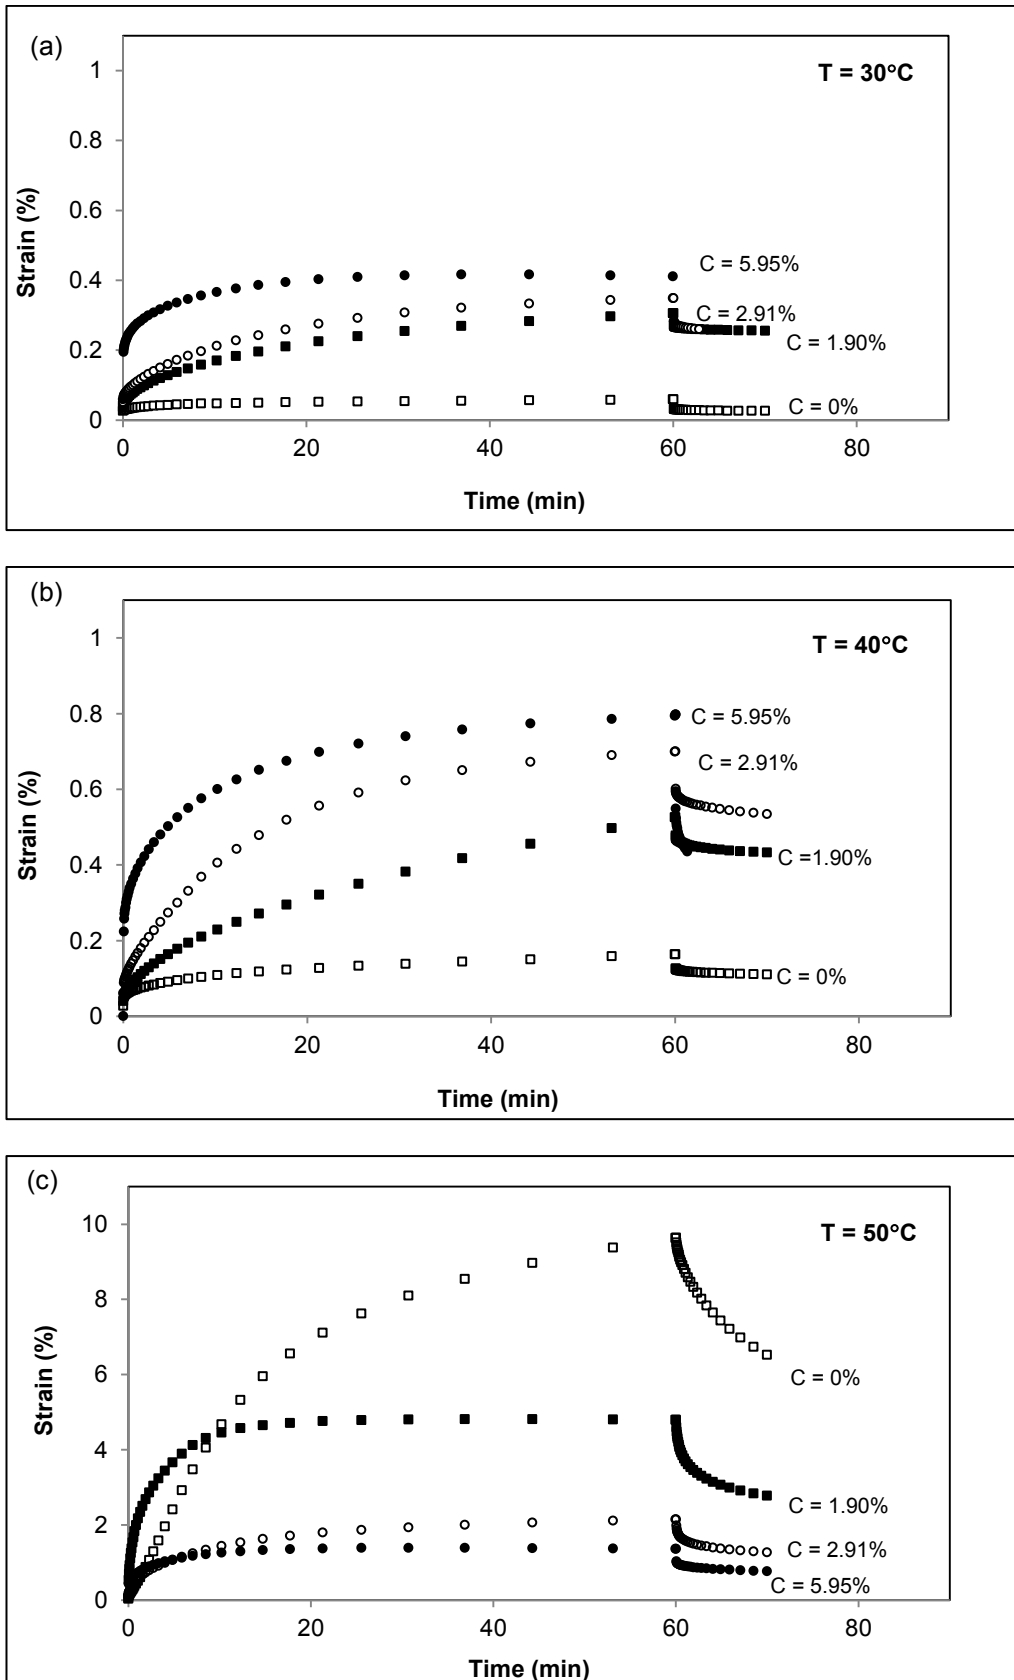 (a)
T = 30°C
1
0.8
0.6
0.4
0.2
0
Strain (%)
C = 5.95%
C = 2.91%
C = 1.90%
C = 0%
0 20 40 60 80
Time (min)
(b)
T = 40°C
1
0.8
0.6
0.4
0.2
0
Strain (%)
C = 5.95%
C = 2.91%
C =1.90%
C = 0%
0 20 40 60 80
Time (min)
(c)
T = 50°C
10
8
6
4
2
0
Strain (%)
C = 0%
C = 1.90%
C = 2.91%
C = 5.95%
0 20 40 60 80
Time (min)